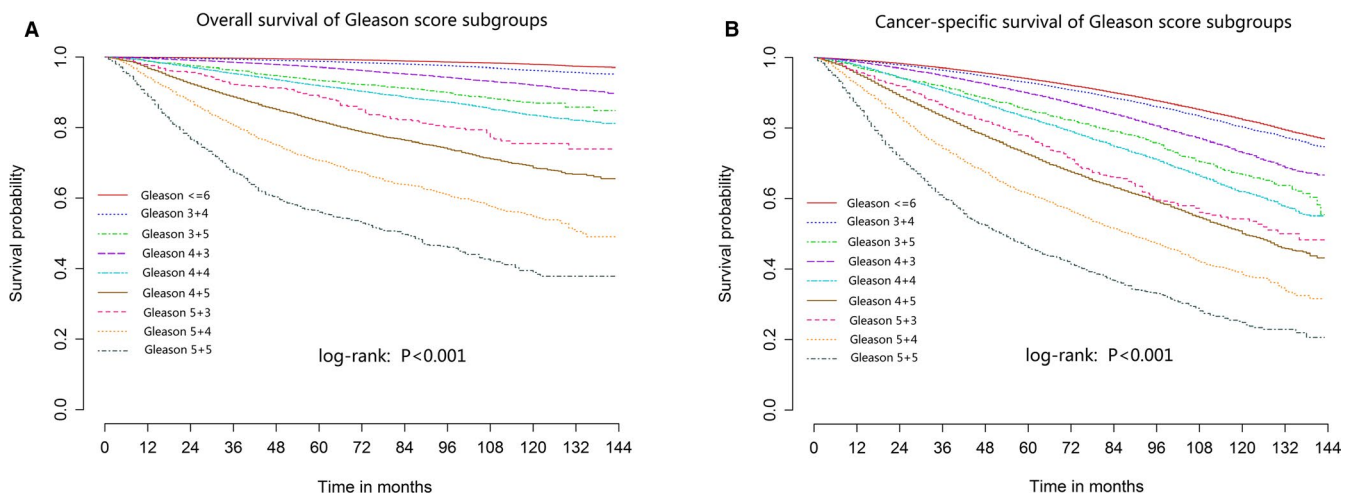 A
Overall survival of Gleason score subgroups
Survival probability
1.0
0.8
0.6
0.4
0.2
0.0
Gleason <=6
Gleason 3+4
Gleason 3+5
Gleason 4+3
Gleason 4+4
Gleason 4+5
Gleason 5+3
Gleason 5+4
Gleason 5+5
log-rank: P<0.001
0 12 24 36 48 60 72 84 96 108 120 132 144
Time in months
B
Cancer-specific survival of Gleason score subgroups
Survival probability
1.0
0.8
0.6
0.4
0.2
0.0
Gleason <=6
Gleason 3+4
Gleason 3+5
Gleason 4+3
Gleason 4+4
Gleason 4+5
Gleason 5+3
Gleason 5+4
Gleason 5+5
log-rank: P<0.001
0 12 24 36 48 60 72 84 96 108 120 132 144
Time in months